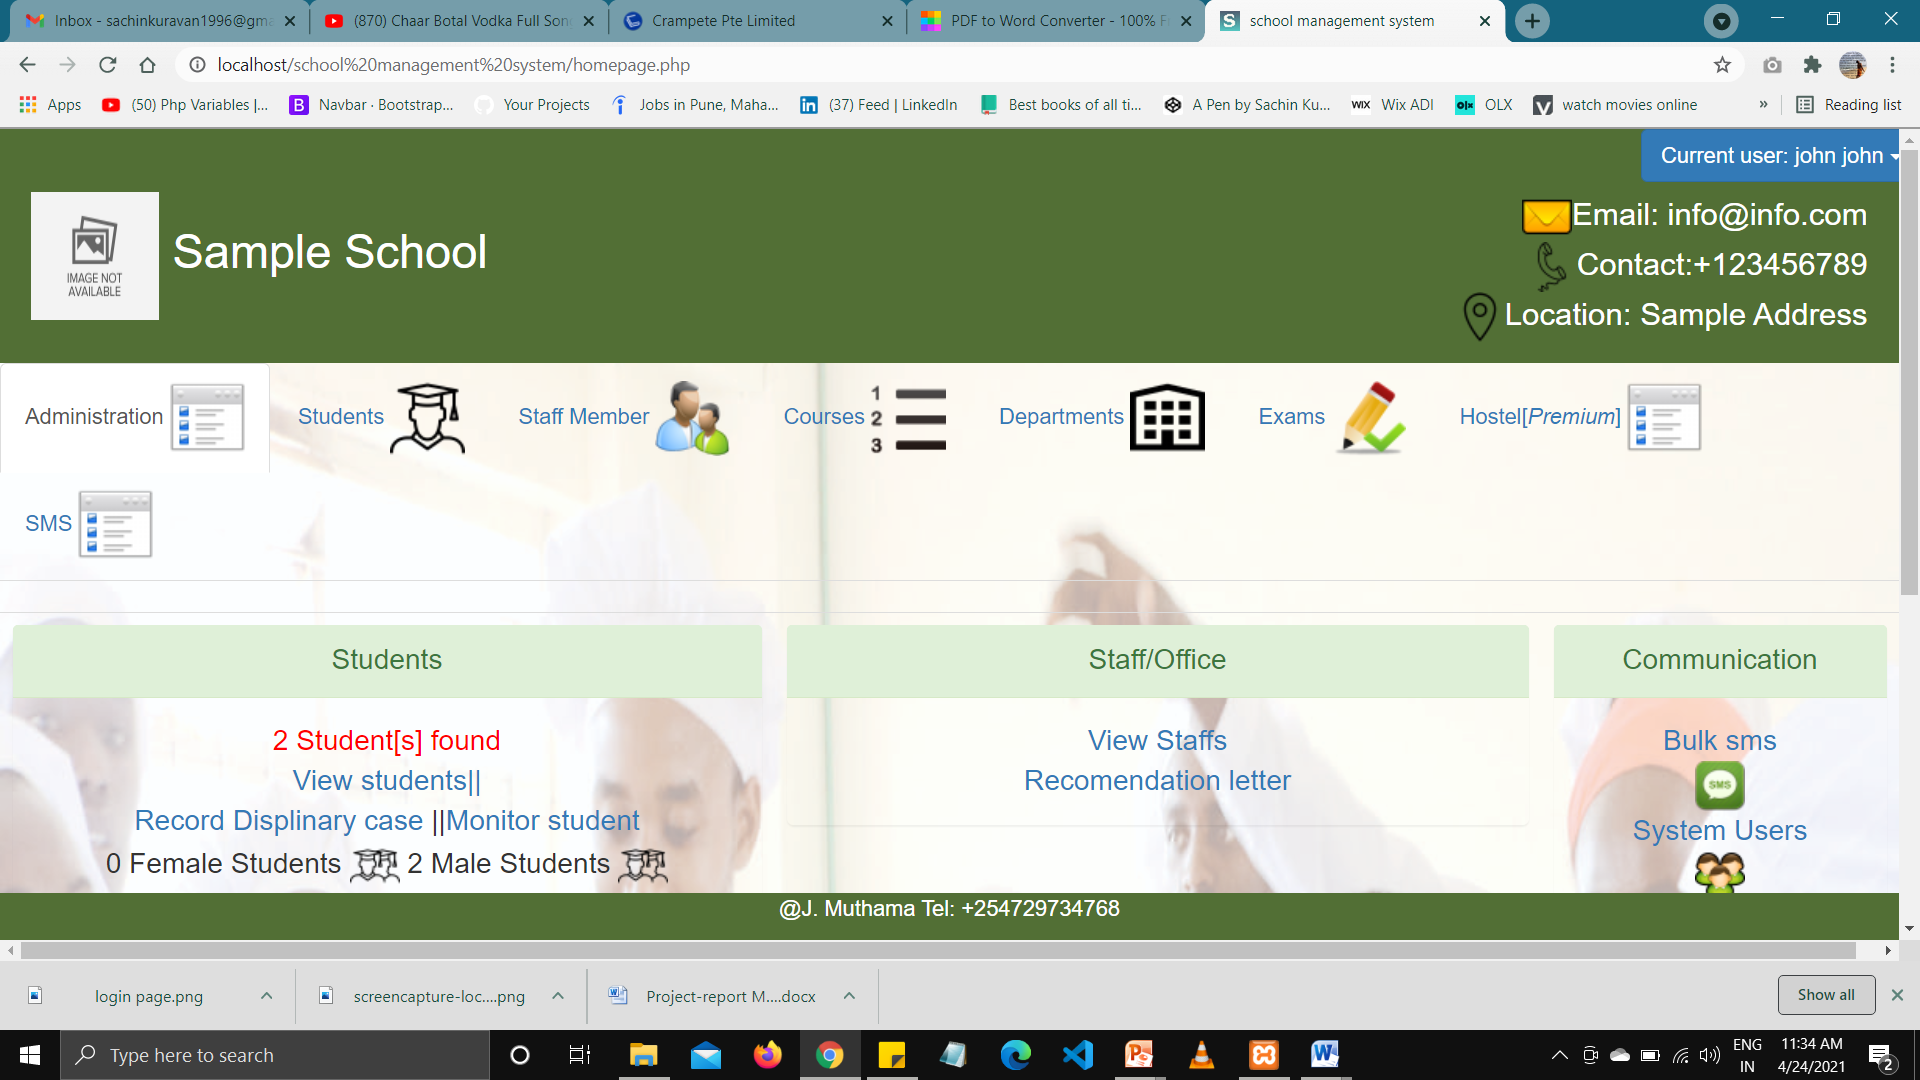 Inbox - sachinkuravan1996@gma
(870) Chaar Botal Vodka Full Son
Crampete Pte Limited
PDF to Word Converter - 100% Fr
school management system
localhost/school%20management%20system/homepage.php
Apps
(50) Php Variables |...
Navbar · Bootstrap...
Your Projects
Jobs in Pune, Maha...
(37) Feed | LinkedIn
Best books of all ti...
A Pen by Sachin Ku...
WIX
Wix ADI
olx
OLX
watch movies online
»
Reading list
Current user: john john
IMAGE NOT
AVAILABLE
Sample School
Email: info@info.com
Contact:+123456789
Location: Sample Address
Administration
Students
Staff Member
Courses
1
2
3
Departments
Exams
Hostel[Premium]
SMS
Students
2 Student[s] found
View students||
Record Displinary case ||Monitor student
0 Female Students 2 Male Students
Staff/Office
View Staffs
Recomendation letter
Communication
Bulk sms
SMS
System Users
@J. Muthama Tel: +254729734768
login page.png
screencapture-loc....png
Project-report M....docx
Show all
Type here to search
ENG
IN
11:34 AM
4/24/2021
2